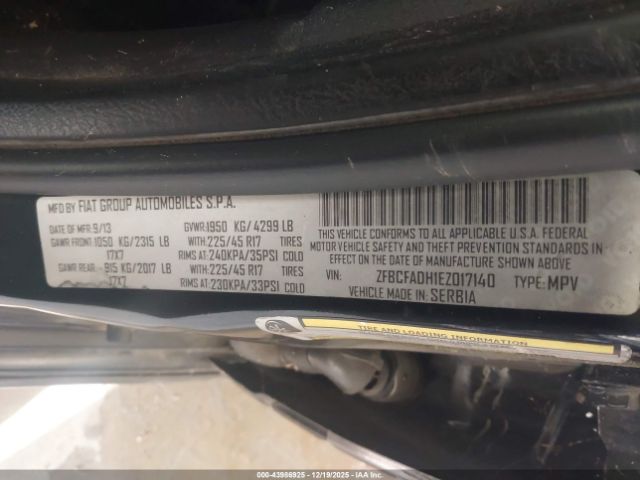 MFD BY FIAT GROUP AUTOMOBILES S.P.A.
DATE OF MFR: 9/13 GVWR: 1950 KG/ 4299 LB
GAWR FRONT: 1050 KG/2315 LB WITH: 225/45 R17 TIRES
17X7 RIMS AT: 240KPA/35PSI COLD
GAWR REAR: 915 KG/2017 LB WITH: 225/45 R17 TIRES
17X7 RIMS AT: 230KPA/33PSI COLD
THIS VEHICLE CONFORMS TO ALL APPLICABLE U.S.A. FEDERAL
MOTOR VEHICLE SAFETY, BUMPER AND THEFT PREVENTION STANDARDS IN
EFFECT ON THE DATE OF MANUFACTURE SHOWN ABOVE.
VIN: ZFBCFADH1EZ017140 TYPE: MPV
VEHICLE MADE IN SERBIA
TIRE AND LOADING INFORMATION
000-43986925 • 12/19/2025 • IAAI.COM